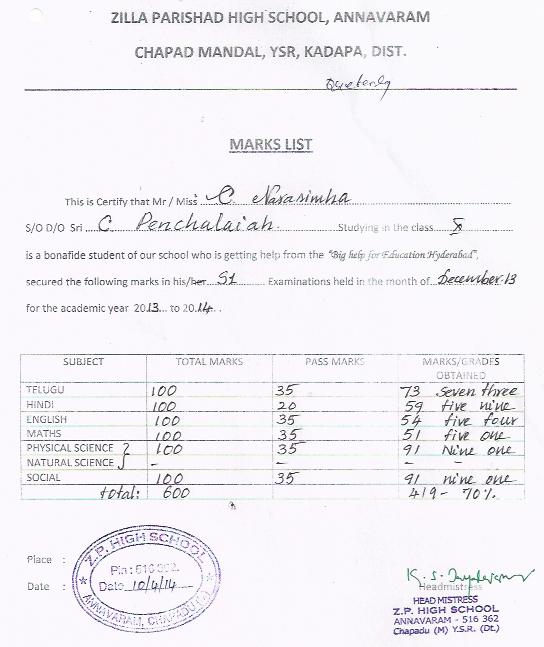 ZILLA PARISHAD HIGH SCHOOL, ANNAVARAM
CHAPAD MANDAL, YSR, KADAPA, DIST.
MARKS LIST
This is Certify that Mr / Miss C. Narasimha
S/O D/O Sri C. Penchalaiah. Studying in the class X
is a bonafide student of our school who is getting help from the "Big help for Education Hyderabad",
secured the following marks in his/her S1 Examinations held in the month of December-13
for the academic year 2013... to 2014..
SUBJECT TOTAL MARKS PASS MARKS MARKS/GRADES OBTAINED
TELUGU 100 35 73 seven three
HINDI 100 20 59 five nine
ENGLISH 100 35 54 five four
MATHS 100 35 51 five one
PHYSICAL SCIENCE 100 35 91 Nine one
NATURAL SCIENCE - - - -
SOCIAL 100 35 91 nine one
total: 600 419 - 70%
Z.P. HIGH SCHOOL
Place :
Pin: 516 362.
Date : Date 10/4/14
ANNAVARAM, CHAPADU
Headmistress
HEAD MISTRESS
Z.P. HIGH SCHOOL
ANNAVARAM - 516 362
Chapadu (M) Y.S.R. (Dt.)